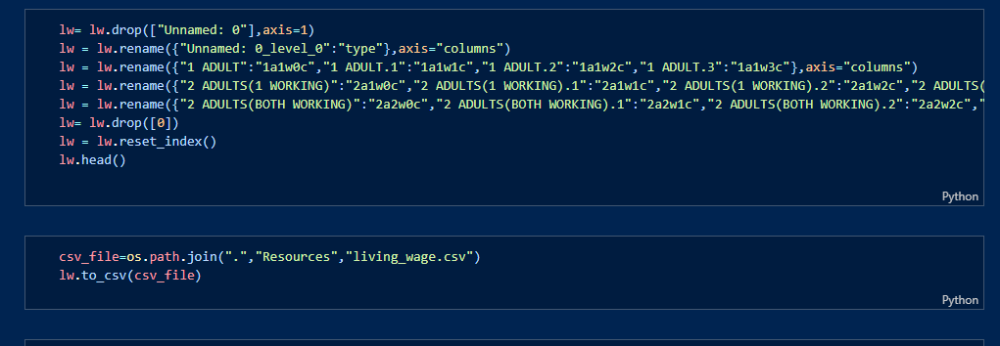 lw= lw.drop(["Unnamed: 0"],axis=1)
lw = lw.rename({"Unnamed: 0_level_0":"type"},axis="columns")
lw = lw.rename({"1 ADULT":"1a1w0c","1 ADULT.1":"1a1w1c","1 ADULT.2":"1a1w2c","1 ADULT.3":"1a1w3c"},axis="columns")
lw = lw.rename({"2 ADULTS(1 WORKING)":"2a1w0c","2 ADULTS(1 WORKING).1":"2a1w1c","2 ADULTS(1 WORKING).2":"2a1w2c","2 ADULTS(
lw = lw.rename({"2 ADULTS(BOTH WORKING)":"2a2w0c","2 ADULTS(BOTH WORKING).1":"2a2w1c","2 ADULTS(BOTH WORKING).2":"2a2w2c","
lw= lw.drop([0])
lw = lw.reset_index()
lw.head()
Python
csv_file=os.path.join(".","Resources","living_wage.csv")
lw.to_csv(csv_file)
Python